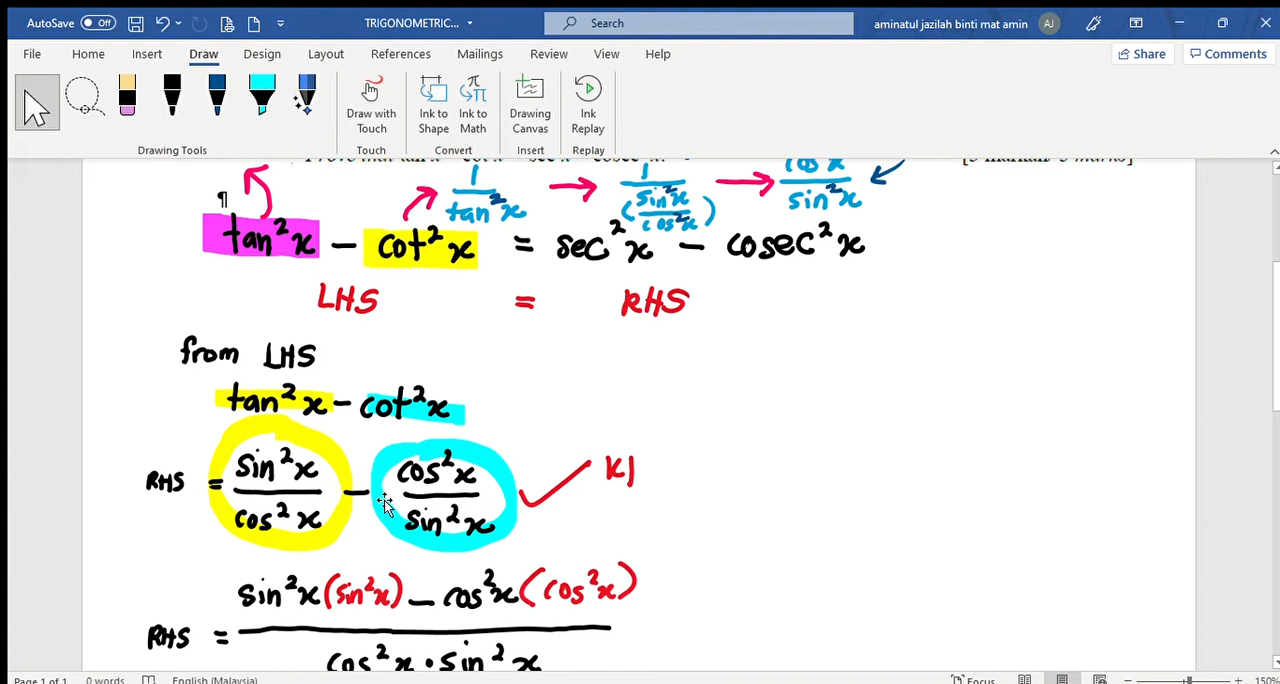 AutoSave Off TRIGONOMETRIC... Search aminatul jazilah binti mat amin AJ
File Home Insert Draw Design Layout References Mailings Review View Help Share Comments
Draw with Touch Ink to Shape Ink to Math Drawing Canvas Ink Replay
Drawing Tools Touch Convert Insert Replay
1/tan²x → 1/(sin²x/cos²x) → cos x/sin²x
tan²x − cot²x = sec²x − cosec²x
LHS = RHS
from LHS
tan²x − cot²x
RHS = sin²x/cos²x − cos²x/sin²x ✓ K1
RHS = sin²x(sin²x) − cos²x(cos²x)
cos²x • sin²x
Page 1 of 1 0 words English (Malaysia) Focus 150%